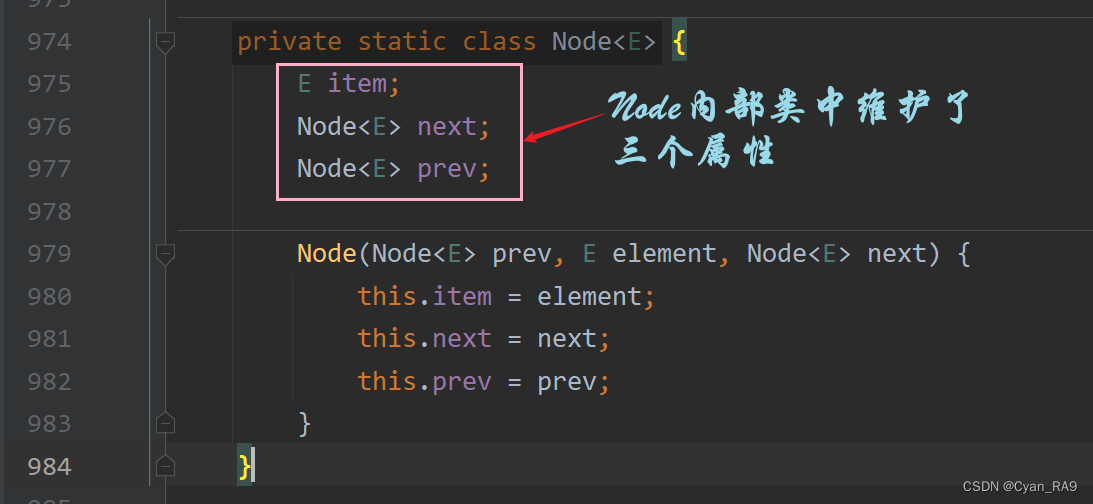 973
974 private static class Node<E> {
975 E item;
976 Node<E> next;
977 Node<E> prev;
Node内部类中维护了
三个属性
978
979 Node(Node<E> prev, E element, Node<E> next) {
980 this.item = element;
981 this.next = next;
982 this.prev = prev;
983 }
984 }
985
CSDN @Cyan_RA9